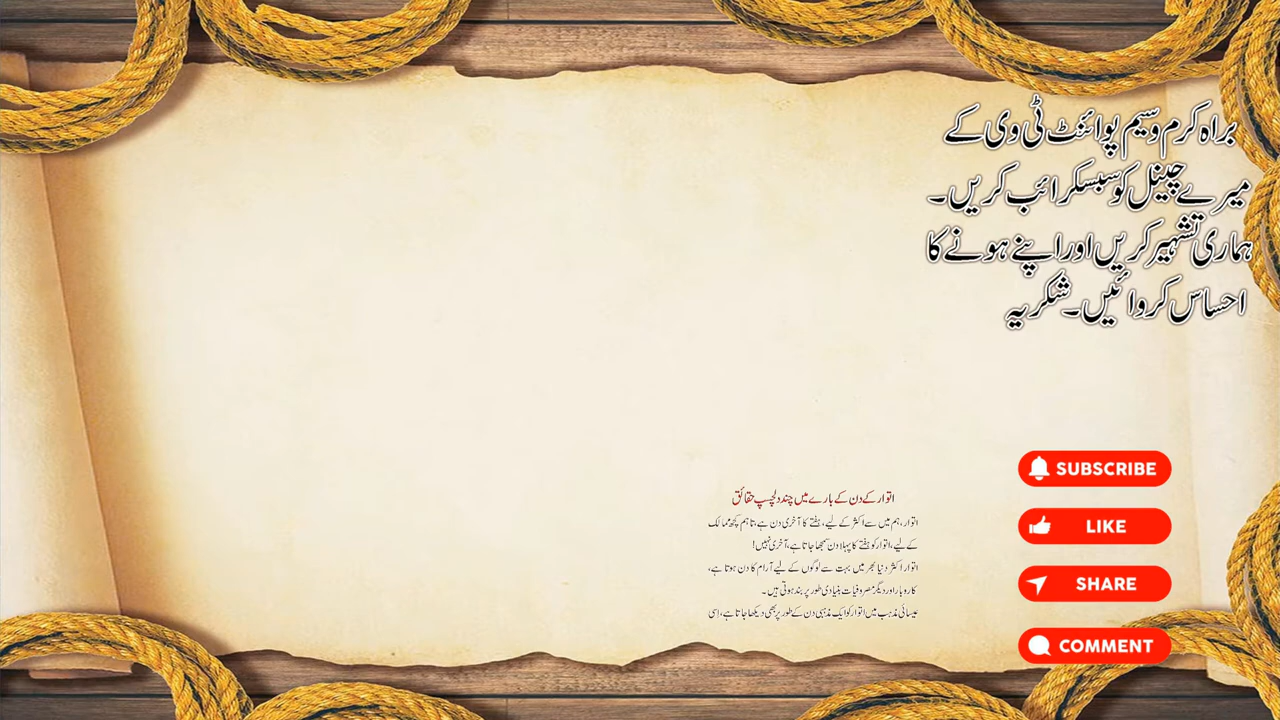 براہ کرم وسیم پوائنٹ ٹی وی کے
میرے چینل کو سبسکرائب کریں۔
ہماری تشہیر کریں اور اپنے ہونے کا
احساس کروائیں۔ شکریہ
SUBSCRIBE
LIKE
SHARE
COMMENT
اتوار کے دن کے بارے میں چند دلچسپ حقائق
اتوار، ہم میں سے اکثر کے لیے، ہفتے کا آخری دن ہے، تاہم کچھ ممالک
کے لیے، اتوار کو ہفتے کا پہلا دن سمجھا جاتا ہے، آخری نہیں!
اتوار اکثر دنیا بھر میں بہت سے لوگوں کے لیے آرام کا دن ہوتا ہے،
کاروبار اور دیگر مصروفیات بنیادی طور پر بند ہوتی ہیں۔
عیسائی مذہب میں اتوار کو ایک مذہبی دن کے طور پر بھی دیکھا جاتا ہے، اسی